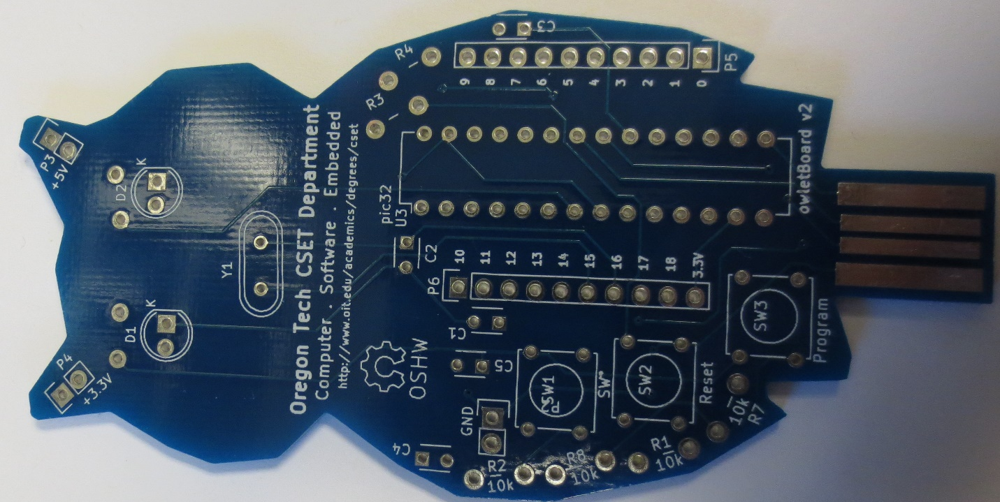 P3
+5V
D2
K
Y1
D1
K
P4
+3.3V
Oregon Tech CSET Department
Computer . Software . Embedded
http://www.oit.edu/academics/degrees/cset
OSHW
R3
R4
C3
P5
9 8 7 6 5 4 3 2 1 0
pic32
U3
owletBoard v2
C2
P6
10 11 12 13 14 15 16 17 18 3.3V
C1
C5
C4
GND
SW1
SW2
Reset
SW3
Program
R2
10k
R8
10k
R1
10k
R7
10k